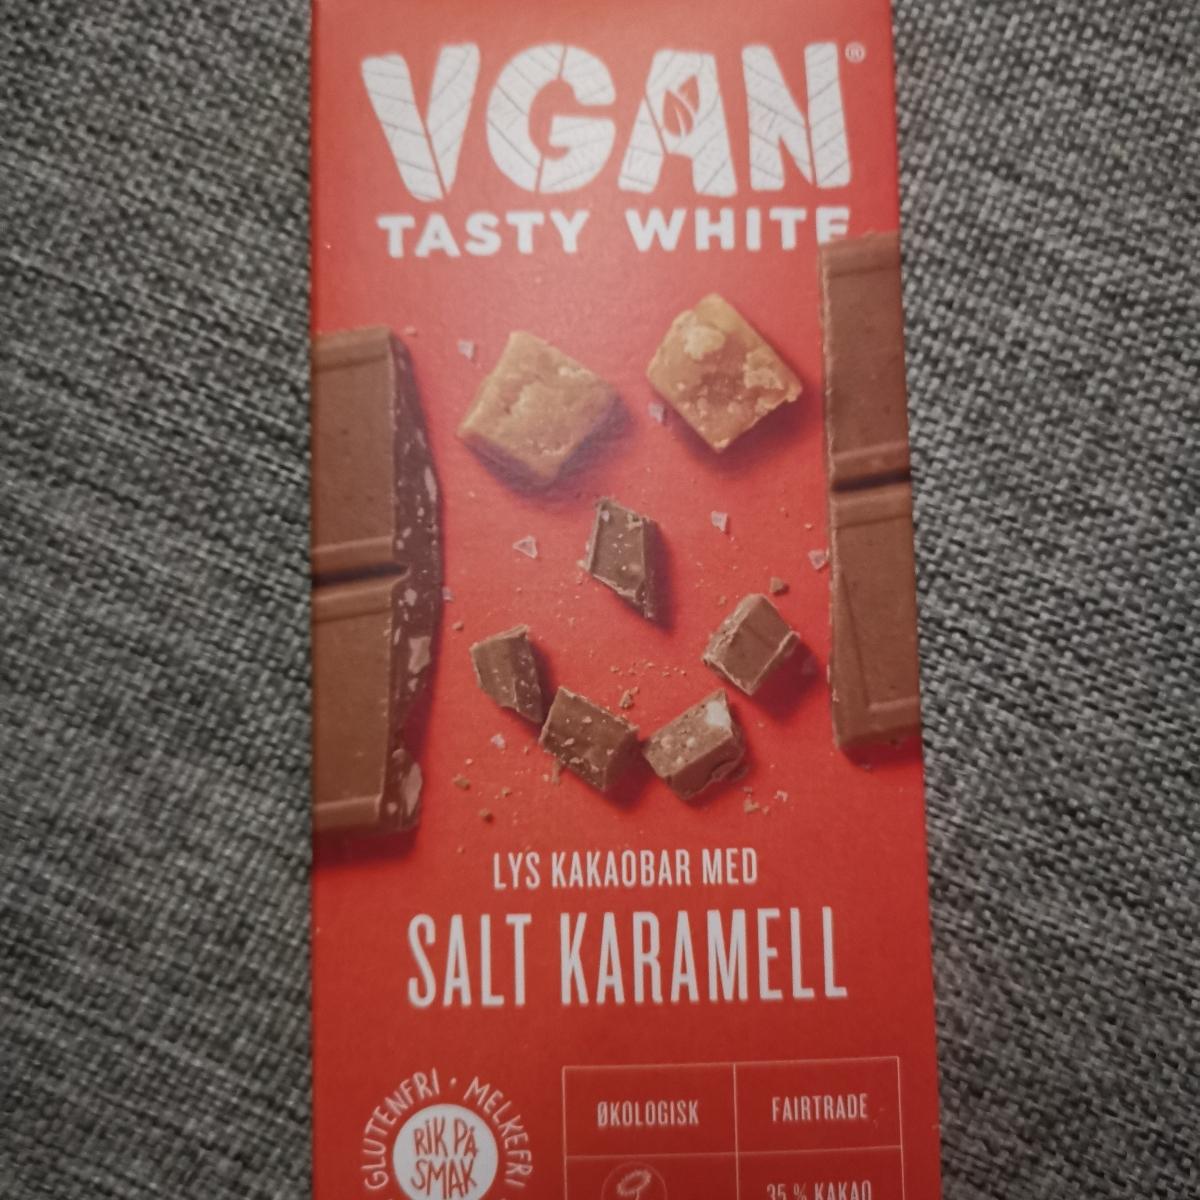 VGAN®
TASTY WHITE
LYS KAKAOBAR MED
SALT KARAMELL
GLUTENFRI · MELKEFRI
RIK PÅ
SMAK
ØKOLOGISK
FAIRTRADE
35 % KAKAO